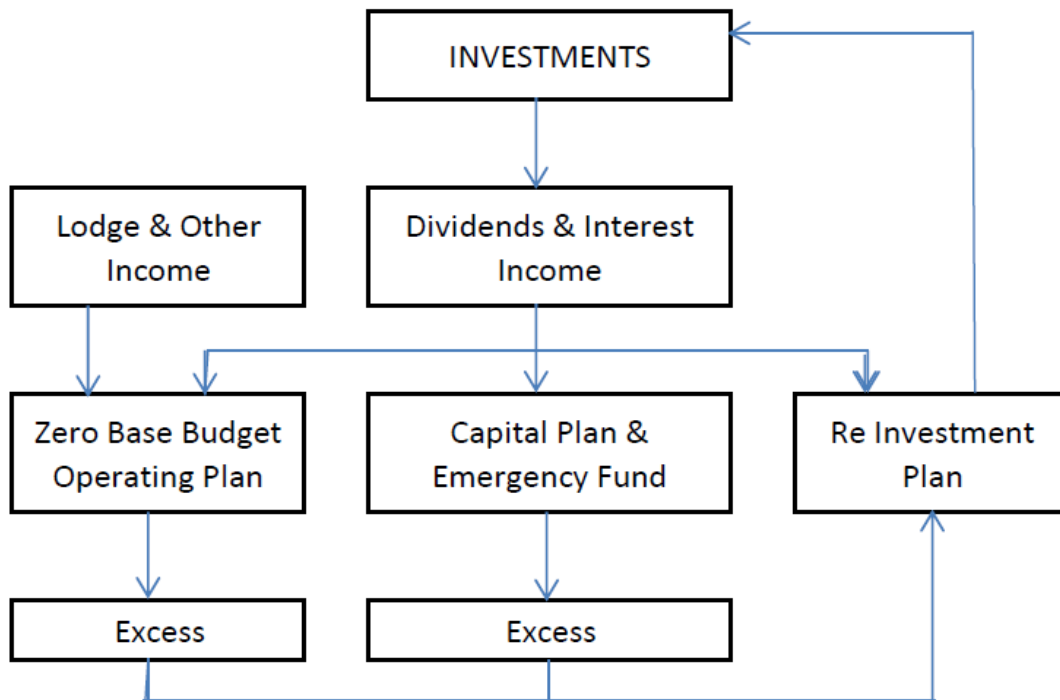 INVESTMENTS
Lodge & Other
Income
Dividends & Interest
Income
Zero Base Budget
Operating Plan
Capital Plan &
Emergency Fund
Re Investment
Plan
Excess
Excess